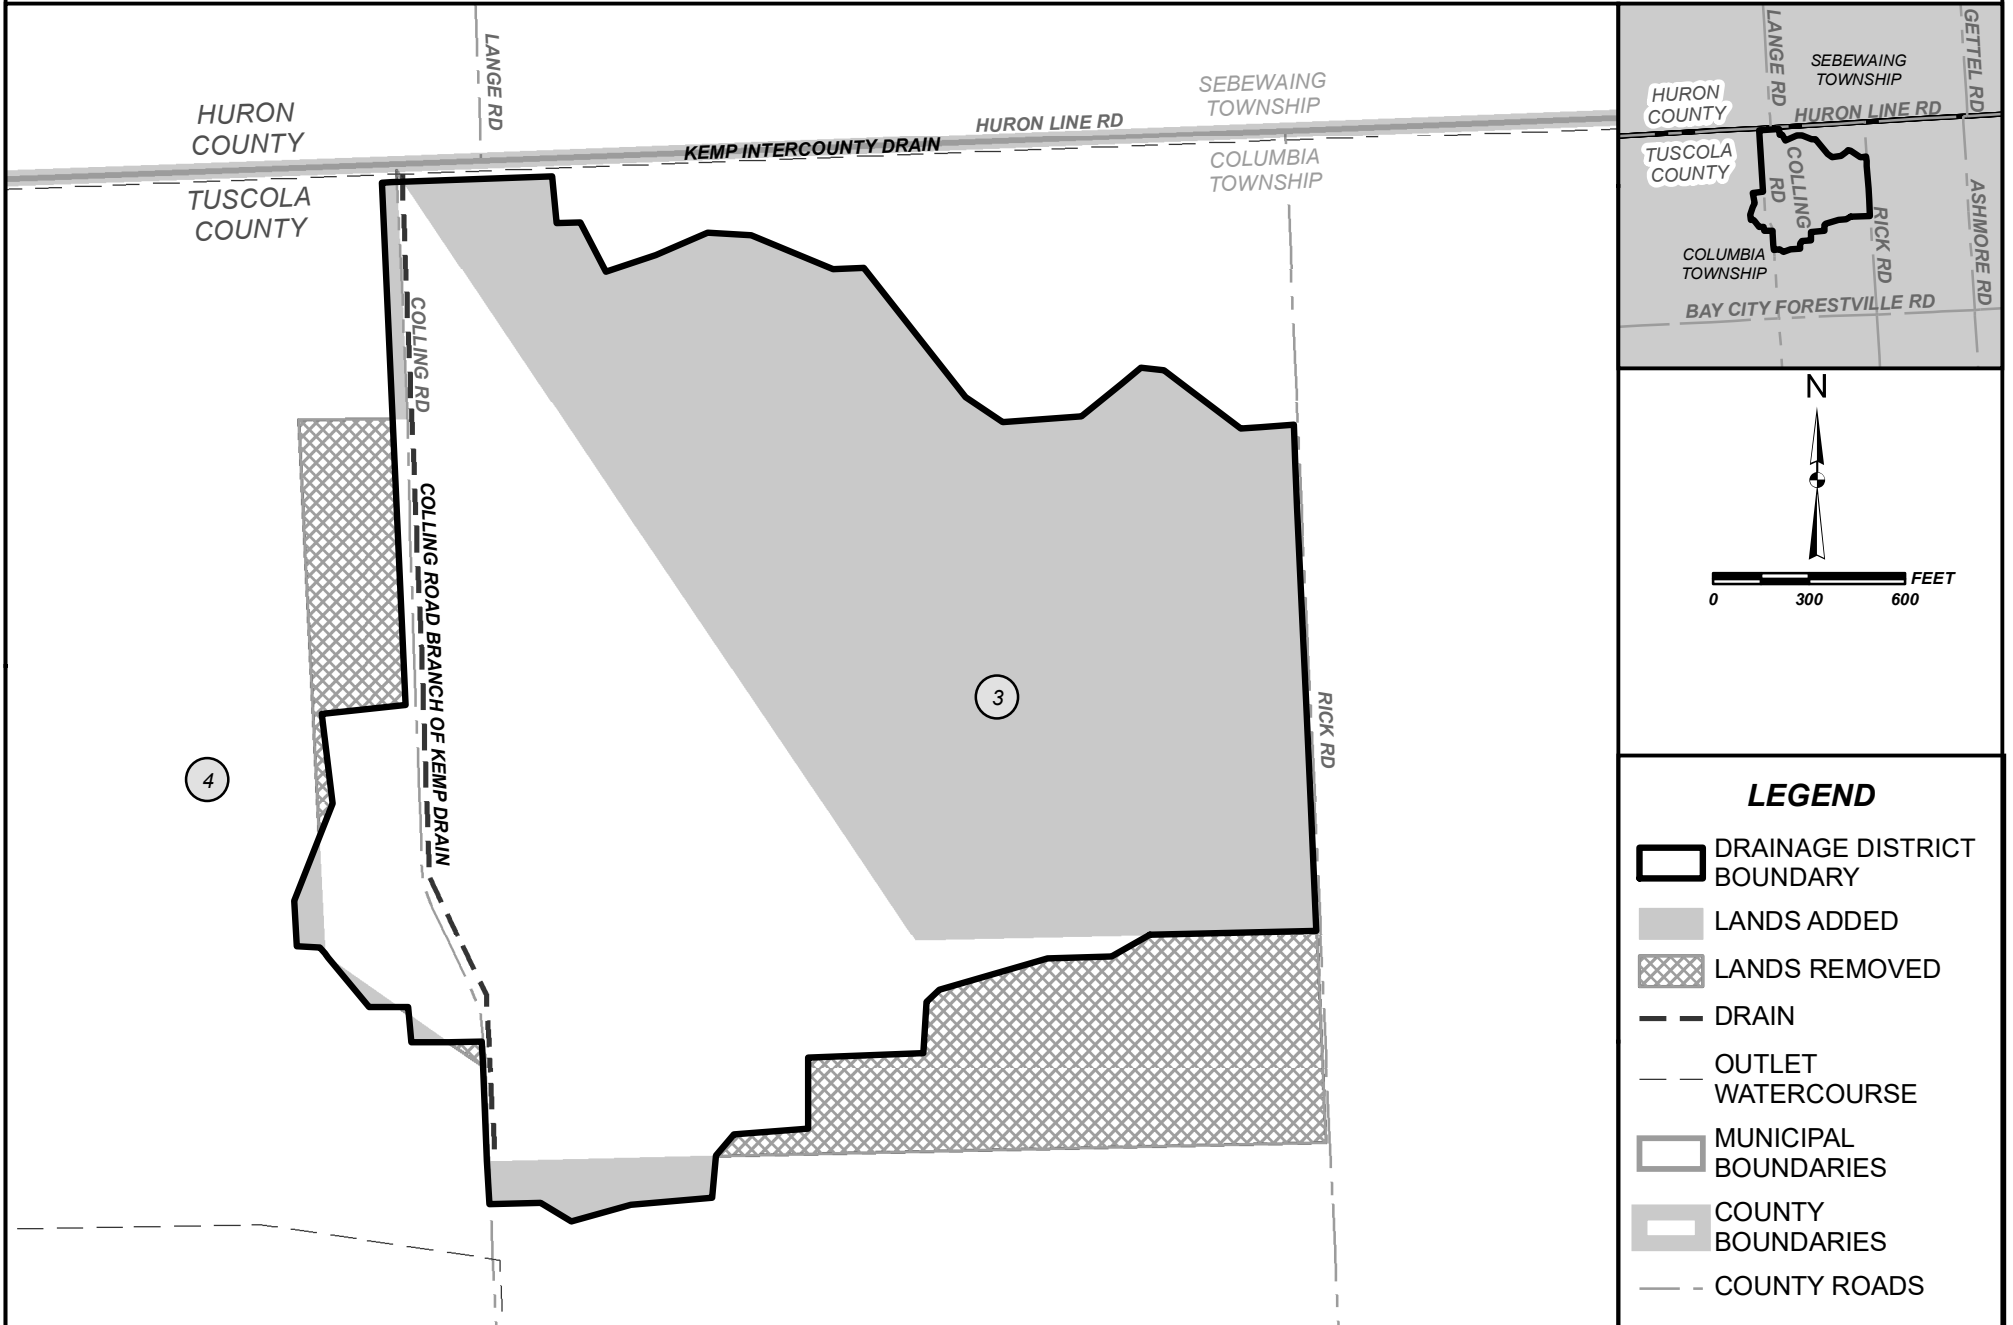 LANGE RD
HURON
COUNTY
TUSCOLA
COUNTY
KEMP INTERCOUNTY DRAIN
HURON LINE RD
SEBEWAING
TOWNSHIP
COLUMBIA
TOWNSHIP
COLLING RD
COLLING ROAD BRANCH OF KEMP DRAIN
3
4
RICK RD
LANGE RD
GETTEL RD
SEBEWAING
TOWNSHIP
HURON
COUNTY
HURON LINE RD
TUSCOLA
COUNTY
COLLING
RD
RICK RD
ASHMORE RD
COLUMBIA
TOWNSHIP
BAY CITY FORESTVILLE RD
N
FEET
0 300 600
LEGEND
DRAINAGE DISTRICT
BOUNDARY
LANDS ADDED
LANDS REMOVED
DRAIN
OUTLET
WATERCOURSE
MUNICIPAL
BOUNDARIES
COUNTY
BOUNDARIES
COUNTY ROADS